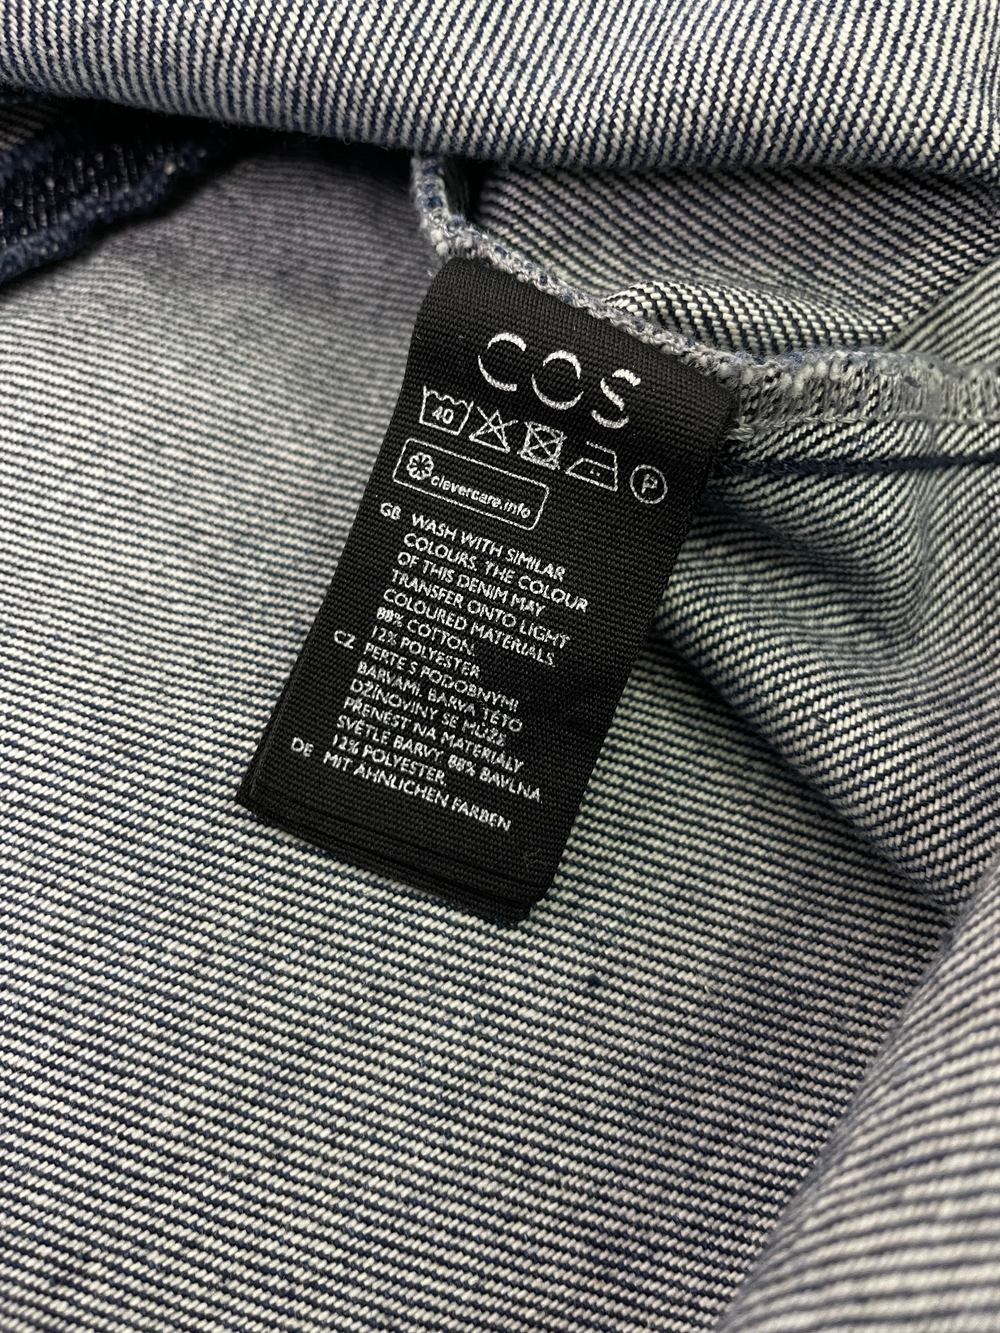 COS
40
P
clevercare.info
GB WASH WITH SIMILAR
COLOURS. THE COLOUR
OF THIS DENIM MAY
TRANSFER ONTO LIGHT
COLOURED MATERIALS.
88% COTTON.
12% POLYESTER
CZ PERTE S PODOBNÝMI
BARVAMI. BARVA TÉTO
DŽÍNOVINY SE MŮŽE
PŘENÉST NA MATERIÁLY
SVĚTLÉ BARVY. 88% BAVLNA
12% POLYESTER
DE MIT ÄHNLICHEN FARBEN